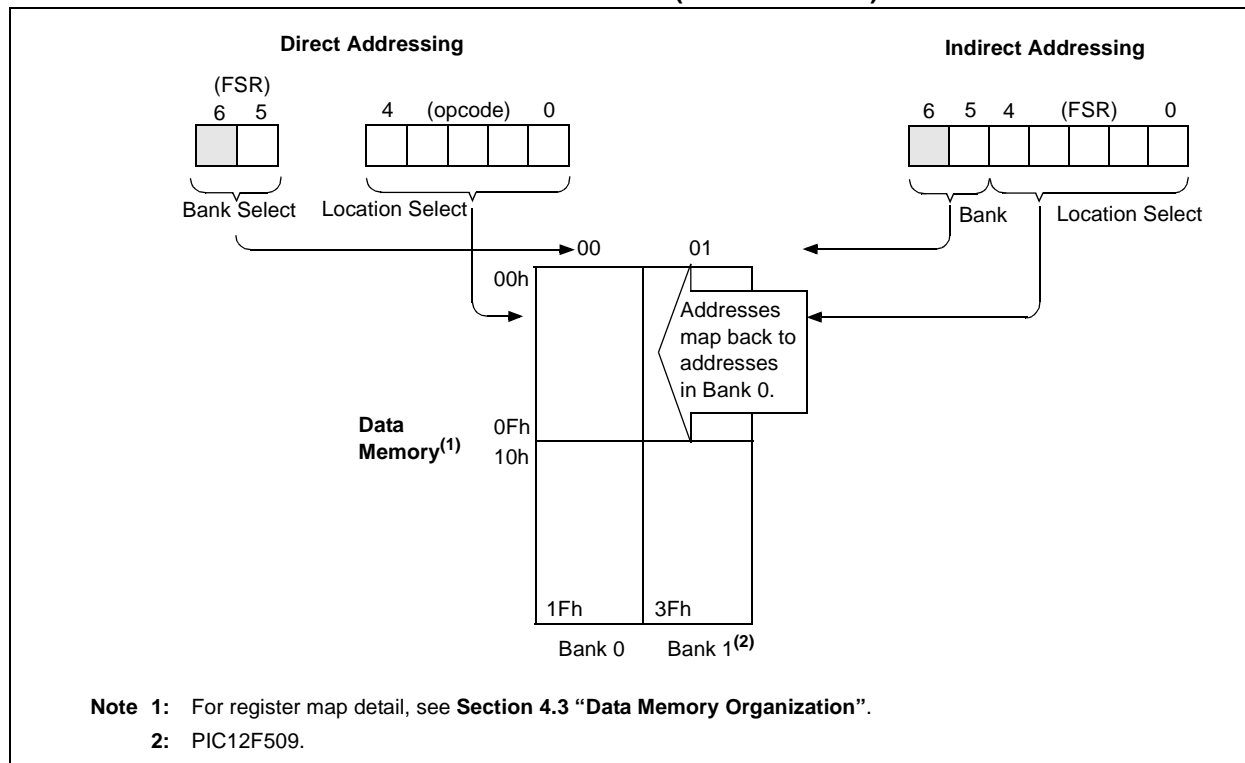 Direct Addressing
Indirect Addressing
(FSR)
6 5
4 (opcode) 0
6 5 4 (FSR) 0
Bank Select
Location Select
Bank
Location Select
00
01
00h
Addresses
map back to
addresses
in Bank 0.
Data
Memory(1)
0Fh
10h
1Fh
3Fh
Bank 0
Bank 1(2)
Note 1: For register map detail, see Section 4.3 “Data Memory Organization”.
2: PIC12F509.